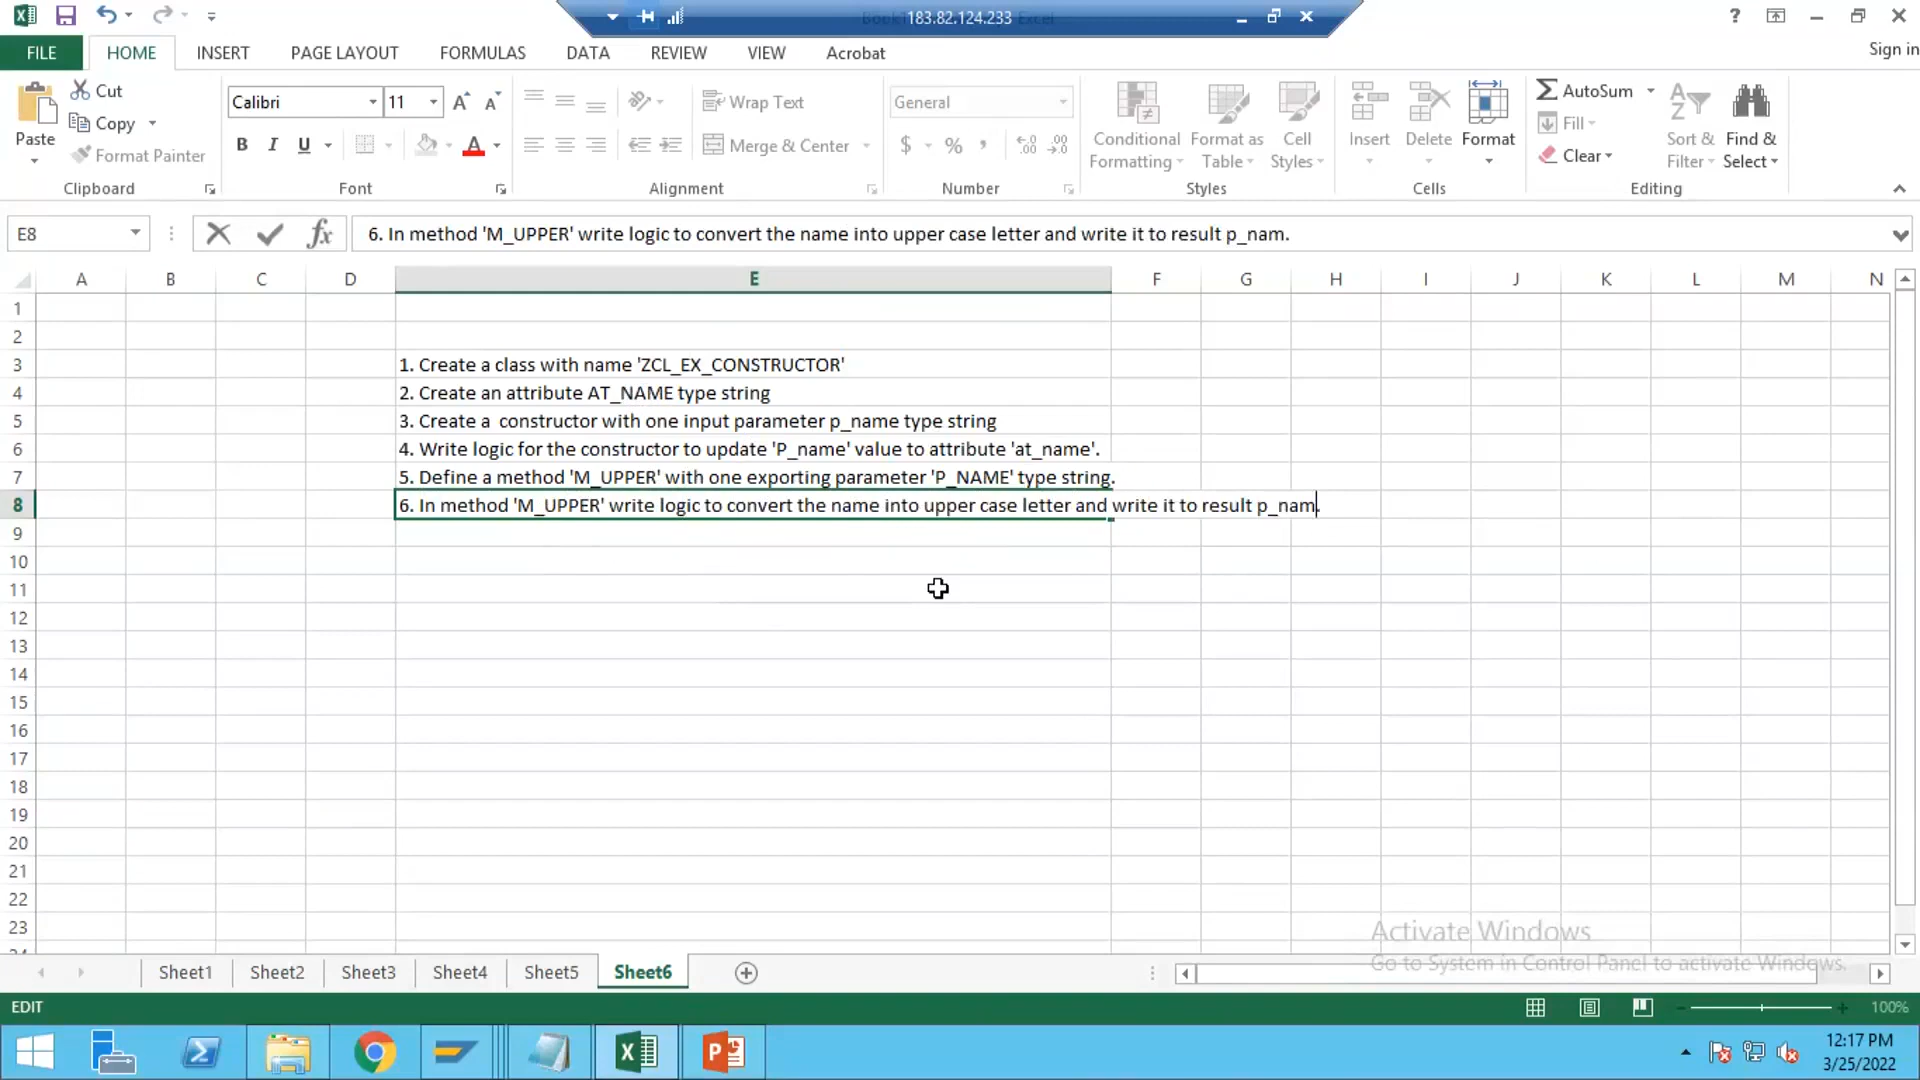 183.82.124.233
Excel
Sign in
FILE HOME INSERT PAGE LAYOUT FORMULAS DATA REVIEW VIEW Acrobat
Paste
Cut
Copy
Format Painter
Clipboard
Calibri 11
B I U A
Font
Wrap Text
Merge & Center
Alignment
General
$ % ,
Number
Conditional Formatting
Format as Table
Cell Styles
Styles
Insert Delete Format
Cells
AutoSum
Fill
Clear
Sort & Filter
Find & Select
Editing
E8
fx
6. In method 'M_UPPER' write logic to convert the name into upper case letter and write it to result p_nam.
A B C D E F G H I J K L M N
1
2
3 1. Create a class with name 'ZCL_EX_CONSTRUCTOR'
4 2. Create an attribute AT_NAME type string
5 3. Create a  constructor with one input parameter p_name type string
6 4. Write logic for the constructor to update 'P_name' value to attribute 'at_name'.
7 5. Define a method 'M_UPPER' with one exporting parameter 'P_NAME' type string.
8 6. In method 'M_UPPER' write logic to convert the name into upper case letter and write it to result p_nam.
9
10
11
12
13
14
15
16
17
18
19
20
21
22
23
Activate Windows
Go to System in Control Panel to activate Windows.
Sheet1 Sheet2 Sheet3 Sheet4 Sheet5 Sheet6
EDIT
100%
12:17 PM
3/25/2022